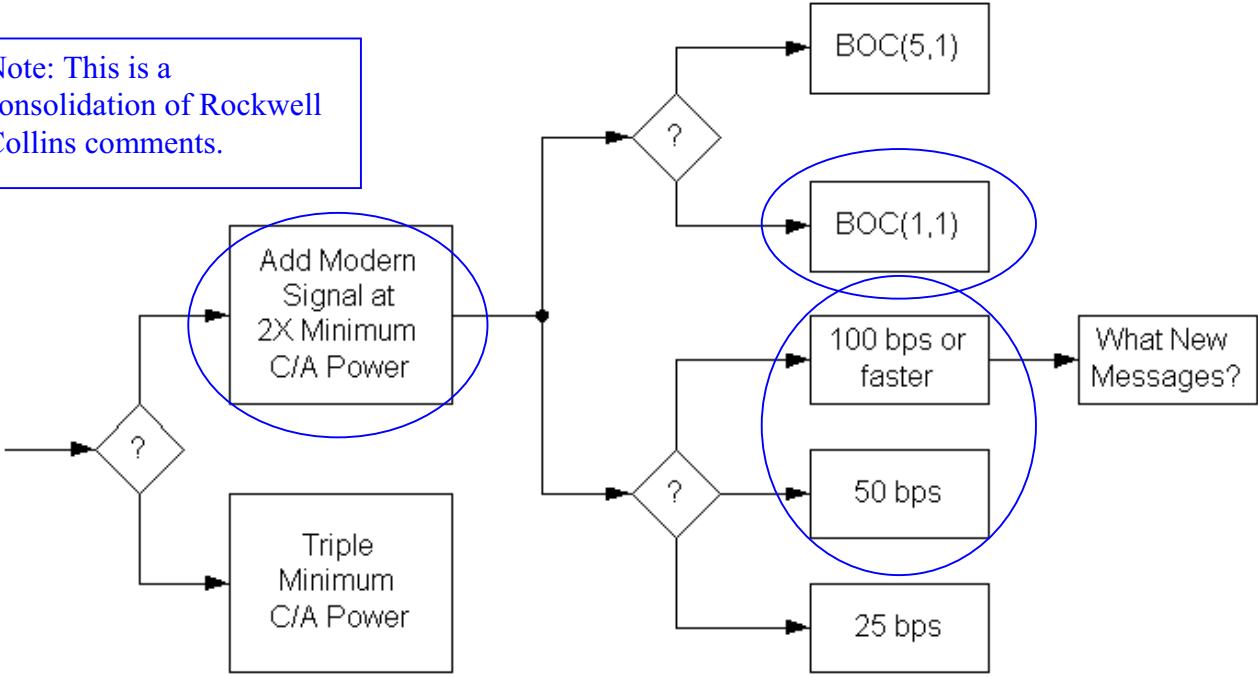 Note: This is a
consolidation of Rockwell
Collins comments.
BOC(5,1)
?
BOC(1,1)
Add Modern
Signal at
2X Minimum
C/A Power
100 bps or
faster
What New
Messages?
?
?
50 bps
Triple
Minimum
C/A Power
25 bps